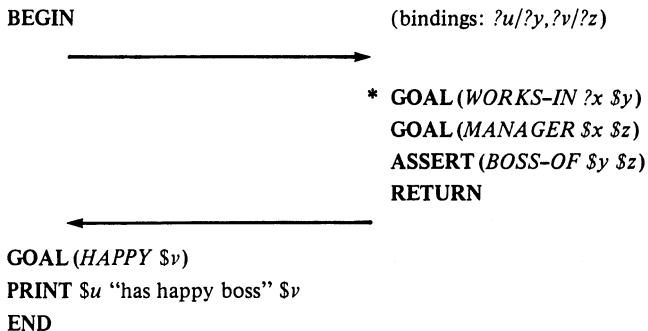 BEGIN (bindings: ?u/?y,?v/?z)
* GOAL (WORKS–IN ?x $y)
GOAL (MANAGER $x $z)
ASSERT (BOSS–OF $y $z)
RETURN
GOAL (HAPPY $v)
PRINT $u “has happy boss” $v
END